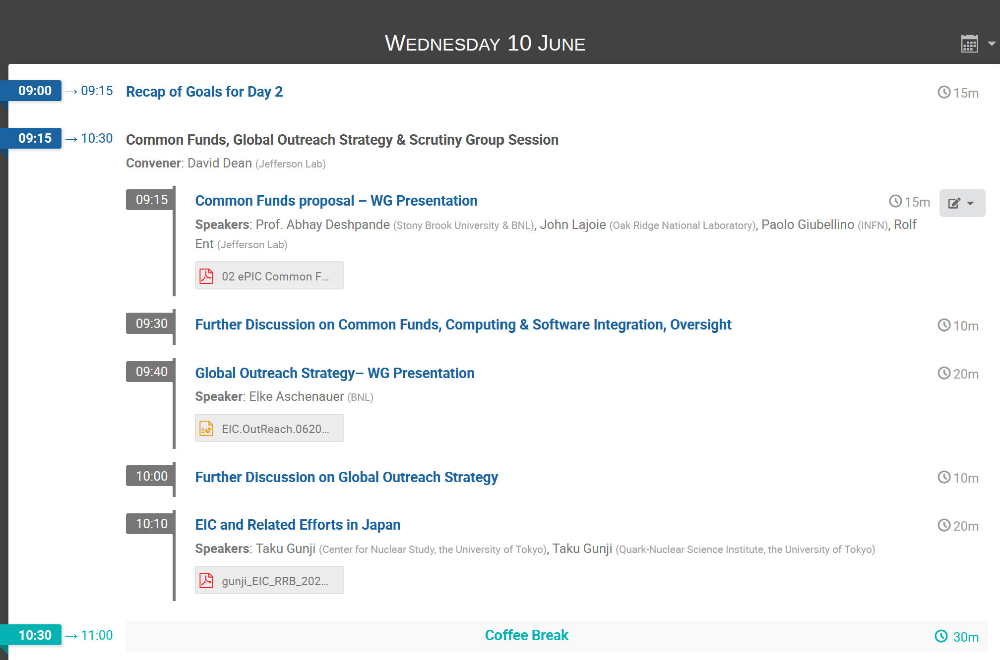 WEDNESDAY 10 JUNE
09:00 → 09:15 Recap of Goals for Day 2 15m
09:15 → 10:30 Common Funds, Global Outreach Strategy & Scrutiny Group Session
Convener: David Dean (Jefferson Lab)
09:15 Common Funds proposal – WG Presentation 15m
Speakers: Prof. Abhay Deshpande (Stony Brook University & BNL), John Lajoie (Oak Ridge National Laboratory), Paolo Giubellino (INFN), Rolf
Ent (Jefferson Lab)
02 ePIC Common F...
09:30 Further Discussion on Common Funds, Computing & Software Integration, Oversight 10m
09:40 Global Outreach Strategy– WG Presentation 20m
Speaker: Elke Aschenauer (BNL)
EIC.OutReach.0620...
10:00 Further Discussion on Global Outreach Strategy 10m
10:10 EIC and Related Efforts in Japan 20m
Speakers: Taku Gunji (Center for Nuclear Study, the University of Tokyo), Taku Gunji (Quark-Nuclear Science Institute, the University of Tokyo)
gunji_EIC_RRB_202...
10:30 → 11:00 Coffee Break 30m